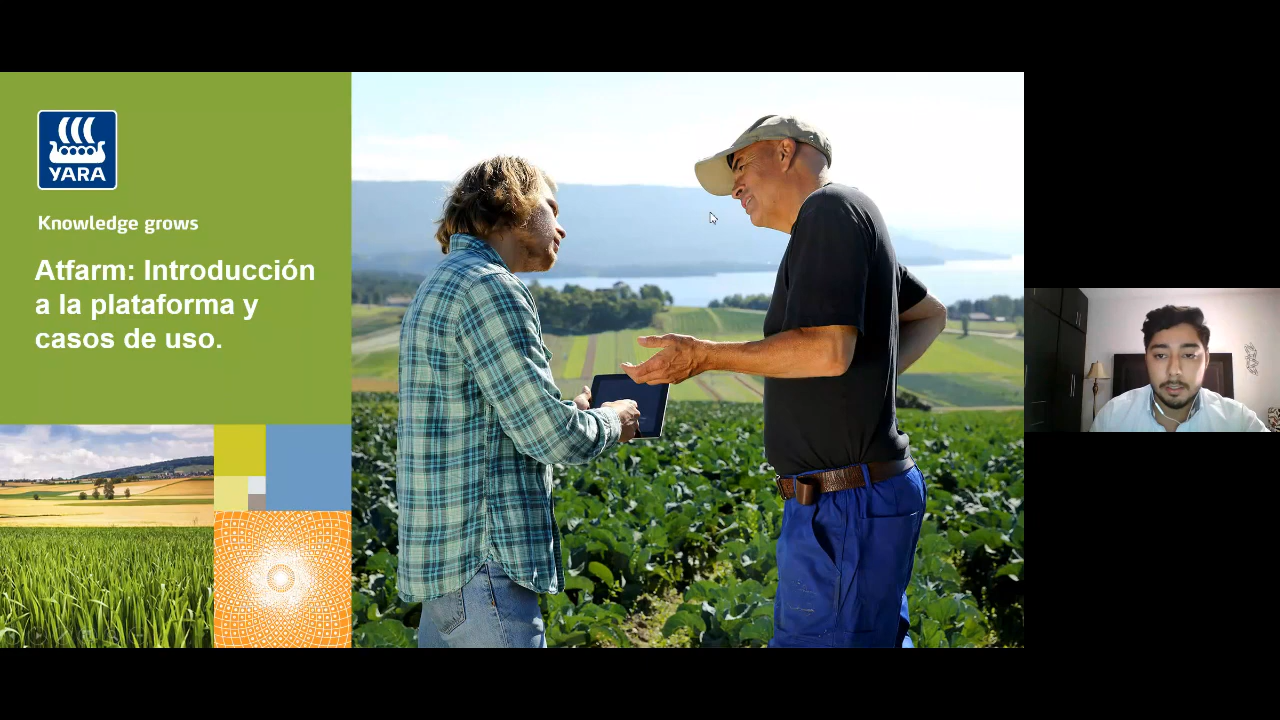 YARA
Knowledge grows
Atfarm: Introducción
a la plataforma y
casos de uso.